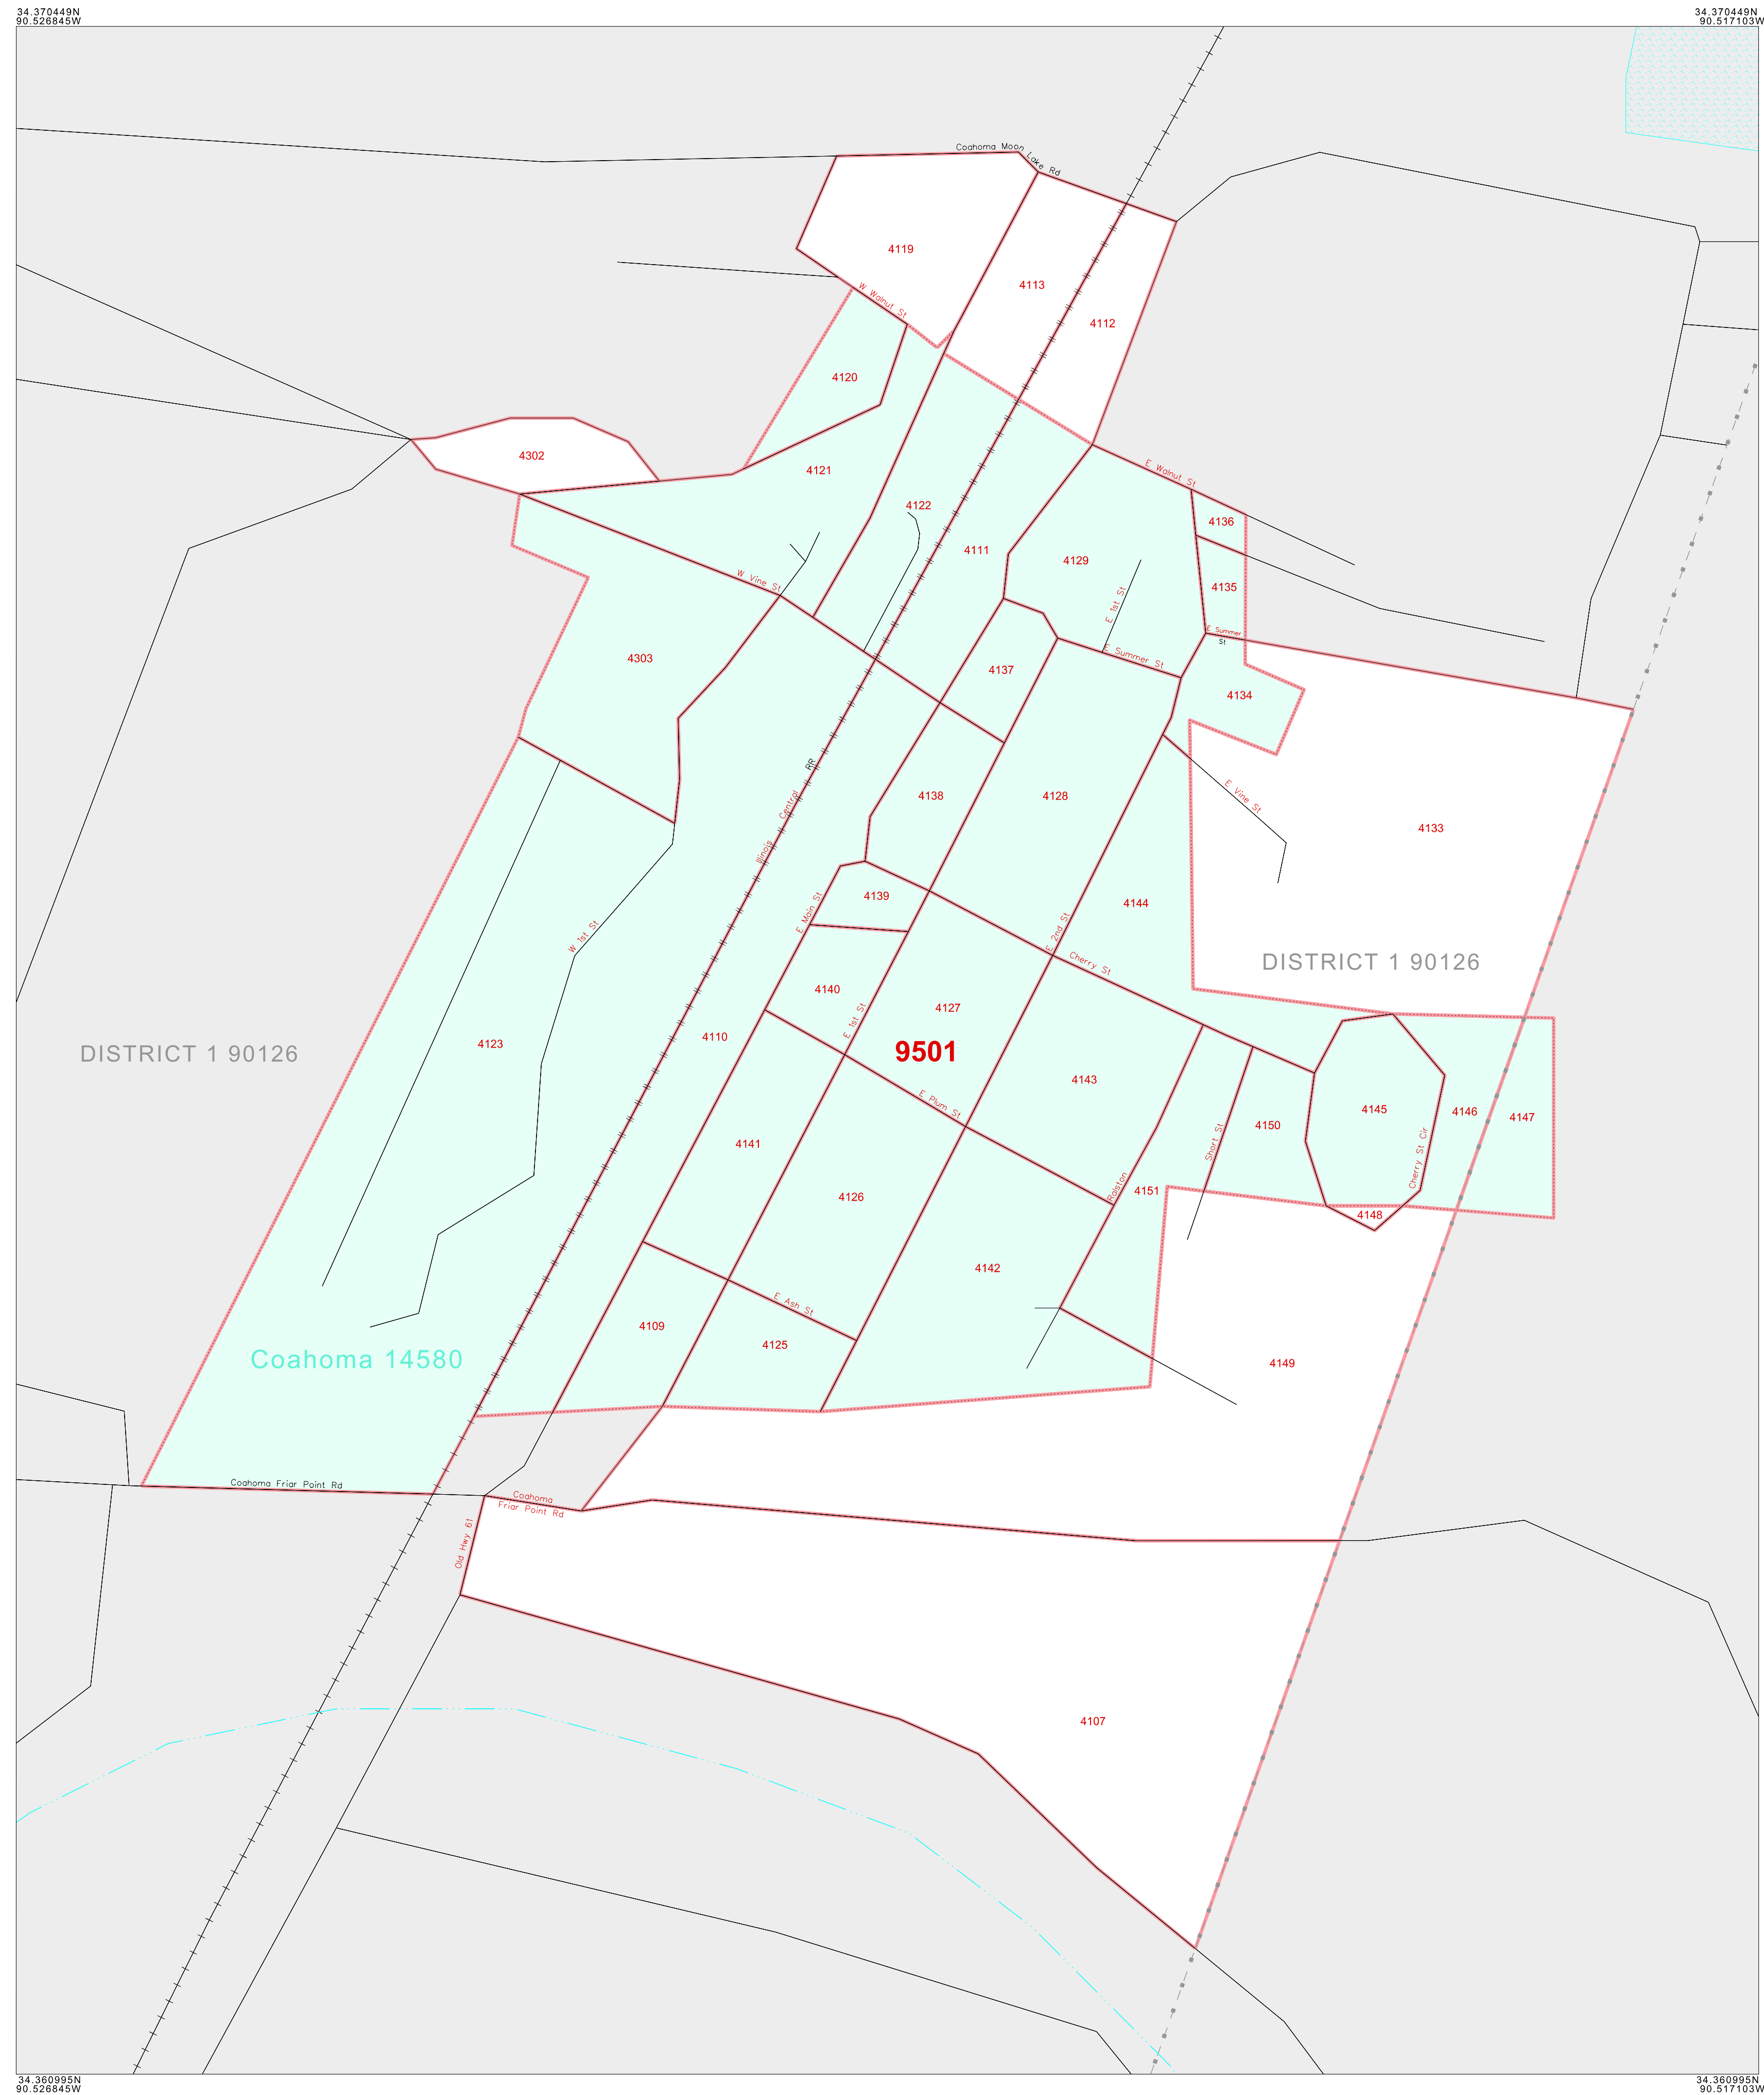 34.370449N
90.526845W
34.370449N
90.517103W
Coahoma Moon Lake Rd
4119
4113
W Walnut St
4112
4120
4302
4121
E Walnut St
4122
4136
4111
4129
W Vine St
4135
E 1st St
E Summer St
4303
4137
E Summer St
4134
Illinois Central RR
4138
4128
E Vine St
4133
4139
4144
E Main St
W 1st St
E 2nd St
Cherry St
DISTRICT 1 90126
4140
4127
4123
4110
E 1st St
DISTRICT 1 90126
9501
4143
E Plum St
4145
4146
4147
4150
4141
Short St
Cherry St Cir
4126
Ralston
4151
4148
4142
E Ash St
4109
4125
Coahoma 14580
4149
Coahoma Friar Point Rd
Coahoma
Friar Point Rd
Old Hwy 61
4107
34.360995N
90.526845W
34.360995N
90.517103W